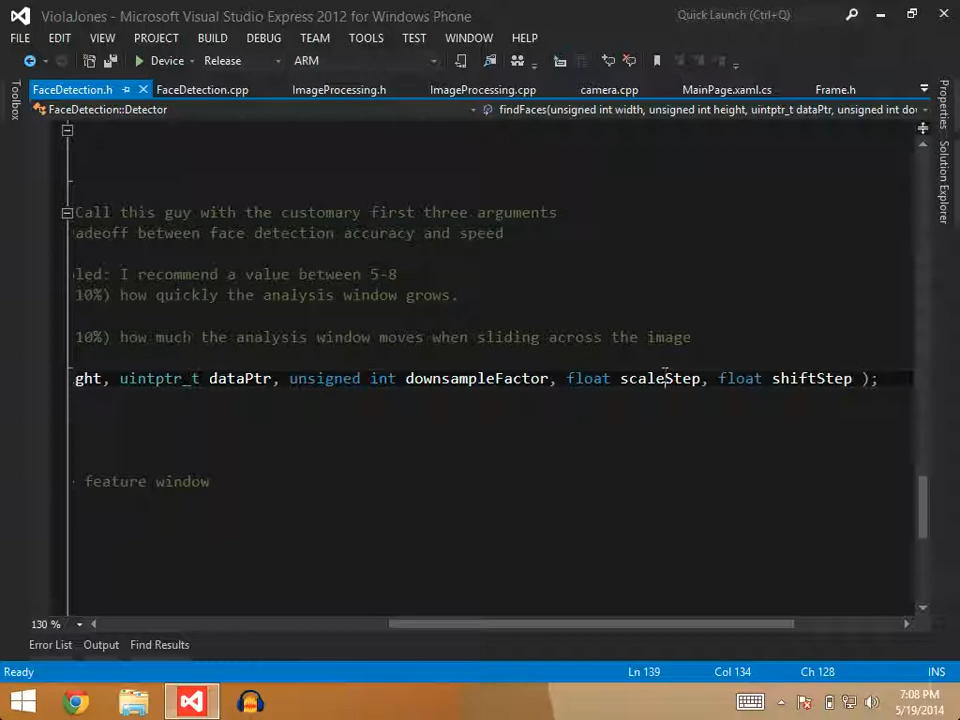 ViolaJones - Microsoft Visual Studio Express 2012 for Windows Phone
Quick Launch (Ctrl+Q)
FILE EDIT VIEW PROJECT BUILD DEBUG TEAM TOOLS TEST WINDOW HELP
Device Release ARM
FaceDetection.h FaceDetection.cpp ImageProcessing.h ImageProcessing.cpp camera.cpp MainPage.xaml.cs Frame.h
FaceDetection::Detector findFaces(unsigned int width, unsigned int height, uintptr_t dataPtr, unsigned int dov
Toolbox
Properties
Solution Explorer
Call this guy with the customary first three arguments
adeoff between face detection accuracy and speed
led: I recommend a value between 5-8
10%) how quickly the analysis window grows.
10%) how much the analysis window moves when sliding across the image
ght, uintptr_t dataPtr, unsigned int downsampleFactor, float scaleStep, float shiftStep );
feature window
130 %
Error List Output Find Results
Ready Ln 139 Col 134 Ch 128 INS
7:08 PM
5/19/2014